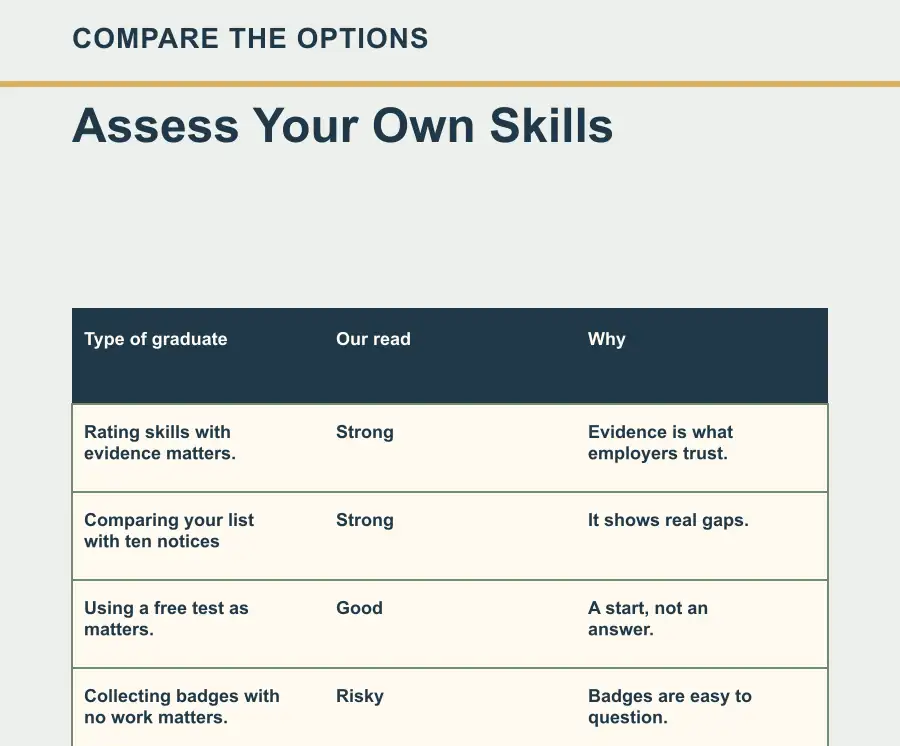 COMPARE THE OPTIONS
Assess Your Own Skills
Type of graduate
Our read
Why
Rating skills with
evidence matters.
Strong
Evidence is what
employers trust.
Comparing your list
with ten notices
Strong
It shows real gaps.
Using a free test as
matters.
Good
A start, not an
answer.
Collecting badges with
no work matters.
Risky
Badges are easy to
question.